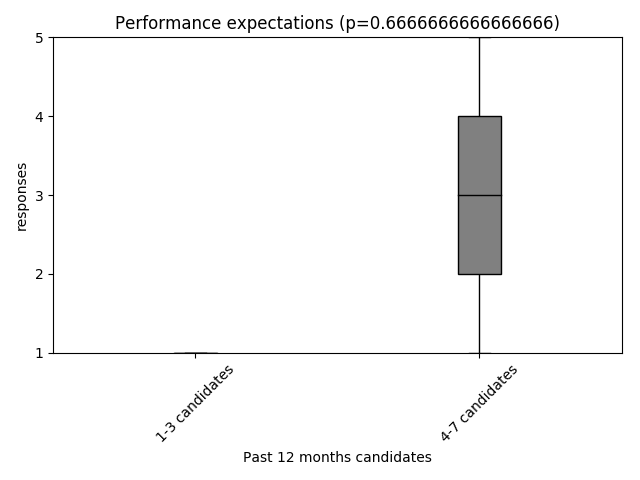 Performance expectations (p=0.6666666666666666)
5
4
3
2
1
responses
1-3 candidates
4-7 candidates
Past 12 months candidates